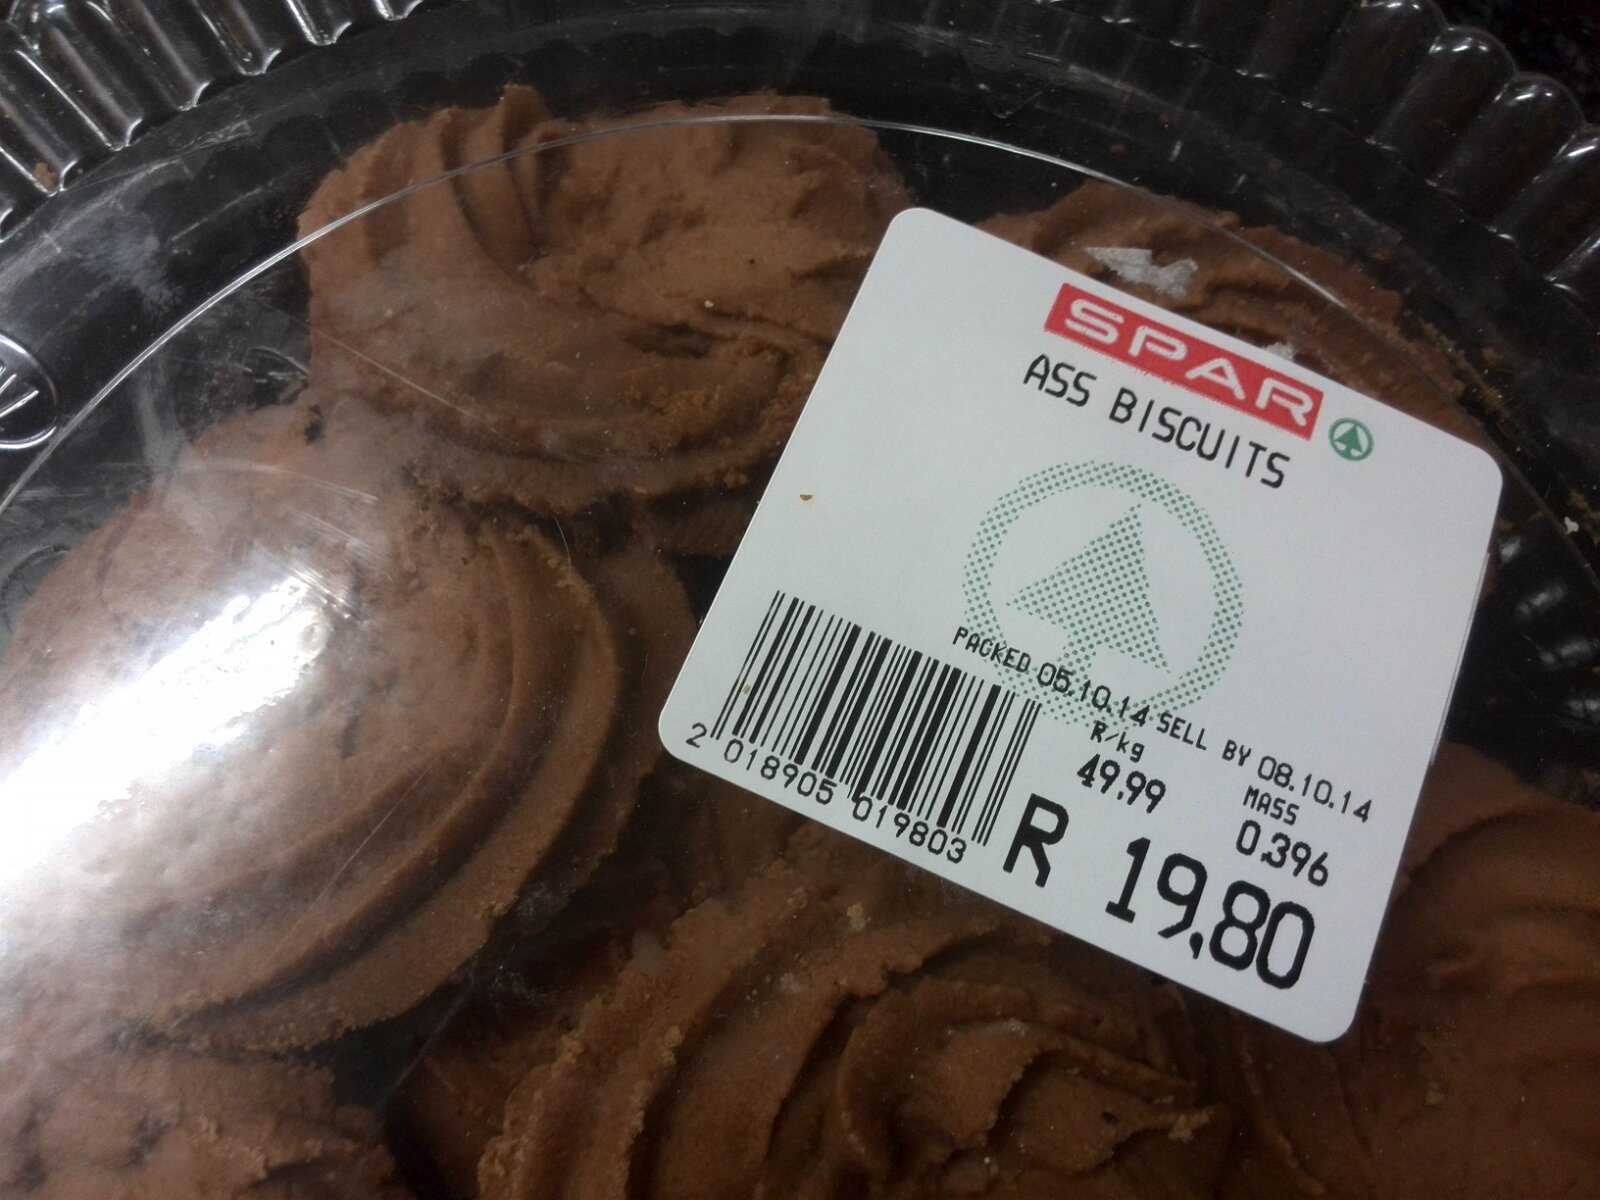 SPAR
ASS BISCUITS
PACKED 05.10.14 SELL BY 08.10.14
R/kg
49.99
MASS
0.396
R 19.80
2 018905 019803